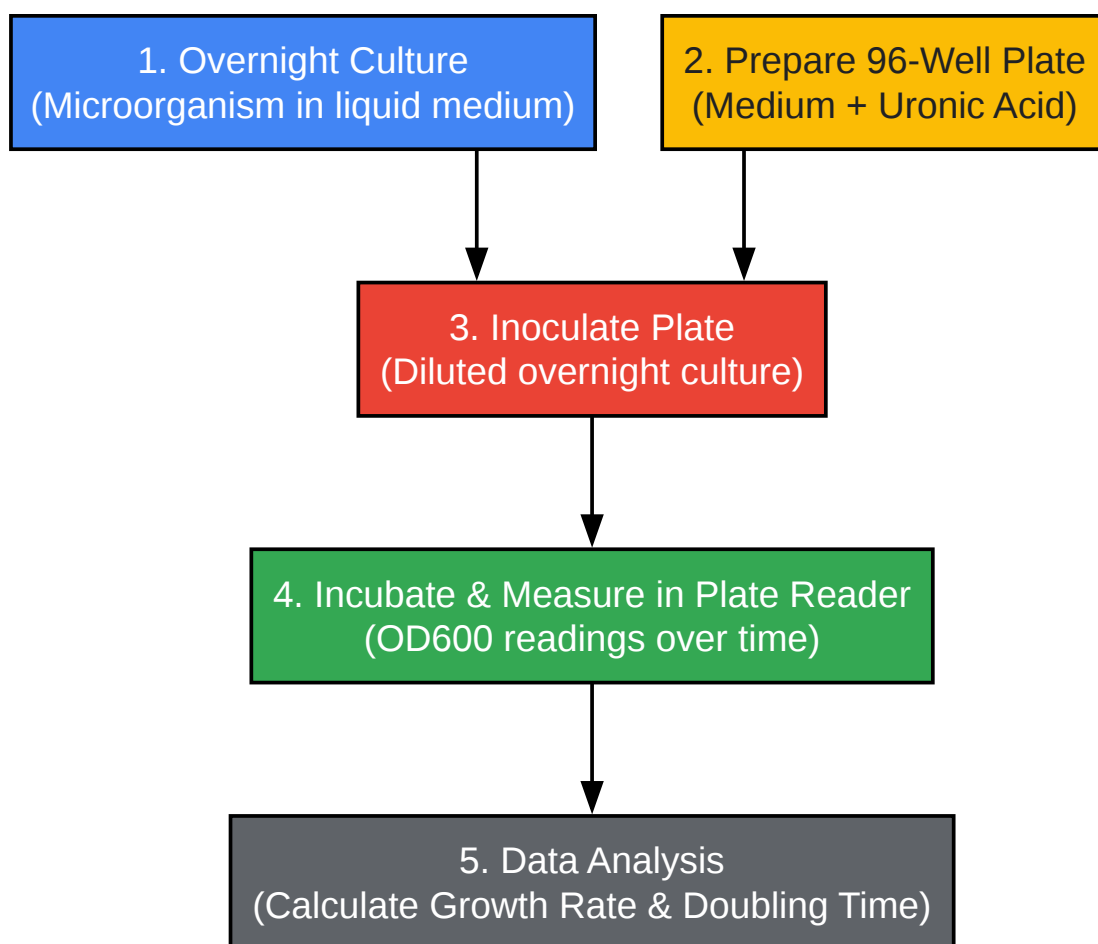 1. Overnight Culture
(Microorganism in liquid medium)
2. Prepare 96-Well Plate
(Medium + Uronic Acid)
3. Inoculate Plate
(Diluted overnight culture)
4. Incubate & Measure in Plate Reader
(OD600 readings over time)
5. Data Analysis
(Calculate Growth Rate & Doubling Time)